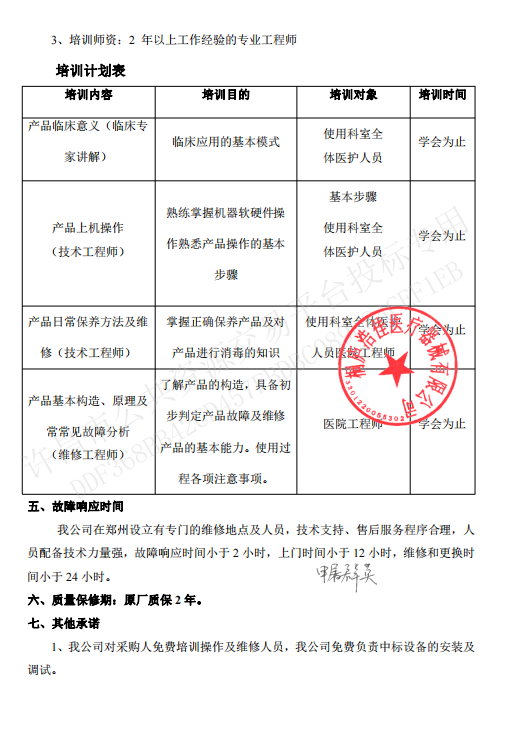 3、培训师资：2 年以上工作经验的专业工程师
培训计划表
培训内容 培训目的 培训对象 培训时间
产品临床意义（临床专
家讲解）
临床应用的基本模式
使用科室全
体医护人员
学会为止
产品上机操作
（技术工程师）
熟练掌握机器软硬件操
作熟悉产品操作的基本
步骤
基本步骤
使用科室全
体医护人员
学会为止
产品日常保养方法及维
修（技术工程师）
掌握正确保养产品及对
产品进行消毒的知识
使用科室全体医护
人员医院工程师
学会为止
产品基本构造、原理及
常常见故障分析
（维修工程师）
了解产品的构造，具备初
步判定产品故障及维修
产品的基本能力。使用过
程各项注意事项。
医院工程师
学会为止
五、故障响应时间
我公司在郑州设立有专门的维修地点及人员，技术支持、售后服务程序合理，人
员配备技术力量强，故障响应时间小于 2 小时，上门时间小于 12 小时，维修和更换时
间小于 24 小时。
六、质量保修期：原厂质保 2 年。
七、其他承诺
1、我公司对采购人免费培训操作及维修人员，我公司免费负责中标设备的安装及
调试。